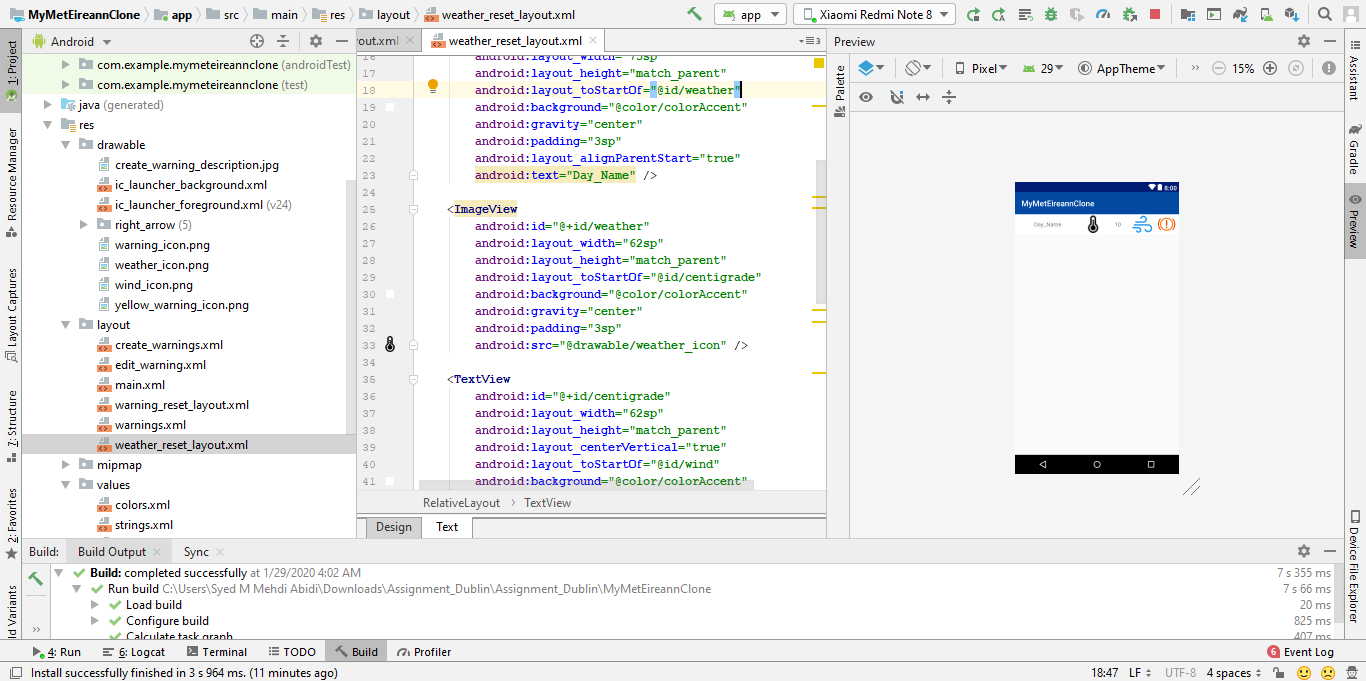 MyMetEireannClone app src main res layout weather_reset_layout.xml app Xiaomi Redmi Note 8
Android
out.xml weather_reset_layout.xml 3
Preview
1: Project
Resource Manager
Layout Captures
Z: Structure
2: Favorites
ld Variants
com.example.mymeteireannclone (androidTest)
com.example.mymeteireannclone (test)
java (generated)
res
drawable
create_warning_description.jpg
ic_launcher_background.xml
ic_launcher_foreground.xml (v24)
right_arrow (5)
warning_icon.png
weather_icon.png
wind_icon.png
yellow_warning_icon.png
layout
create_warnings.xml
edit_warning.xml
main.xml
warning_reset_layout.xml
warnings.xml
weather_reset_layout.xml
mipmap
values
colors.xml
strings.xml
16 android:layout_width="75sp"
17 android:layout_height="match_parent"
18 android:layout_toStartOf="@id/weather"
19 android:background="@color/colorAccent"
20 android:gravity="center"
21 android:padding="3sp"
22 android:layout_alignParentStart="true"
23 android:text="Day_Name" />
24
25 <ImageView
26 android:id="@+id/weather"
27 android:layout_width="62sp"
28 android:layout_height="match_parent"
29 android:layout_toStartOf="@id/centigrade"
30 android:background="@color/colorAccent"
31 android:gravity="center"
32 android:padding="3sp"
33 android:src="@drawable/weather_icon" />
34
35 <TextView
36 android:id="@+id/centigrade"
37 android:layout_width="62sp"
38 android:layout_height="match_parent"
39 android:layout_centerVertical="true"
40 android:layout_toStartOf="@id/wind"
41 android:background="@color/colorAccent"
RelativeLayout TextView
Design Text
Palette
Pixel 29 AppTheme 15%
8:00
MyMetEireannClone
Day_Name 10
Assistant
Gradle
Preview
Device File Explorer
Build: Build Output Sync
Build: completed successfully at 1/29/2020 4:02 AM 7 s 355 ms
Run build C:\Users\Syed M Mehdi Abidi\Downloads\Assignment_Dublin\Assignment_Dublin\MyMetEireannClone 7 s 66 ms
Load build 20 ms
Configure build 825 ms
Calculate task graph 407 ms
4: Run 6: Logcat Terminal TODO Build Profiler 6 Event Log
Install successfully finished in 3 s 964 ms. (11 minutes ago) 18:47 LF UTF-8 4 spaces